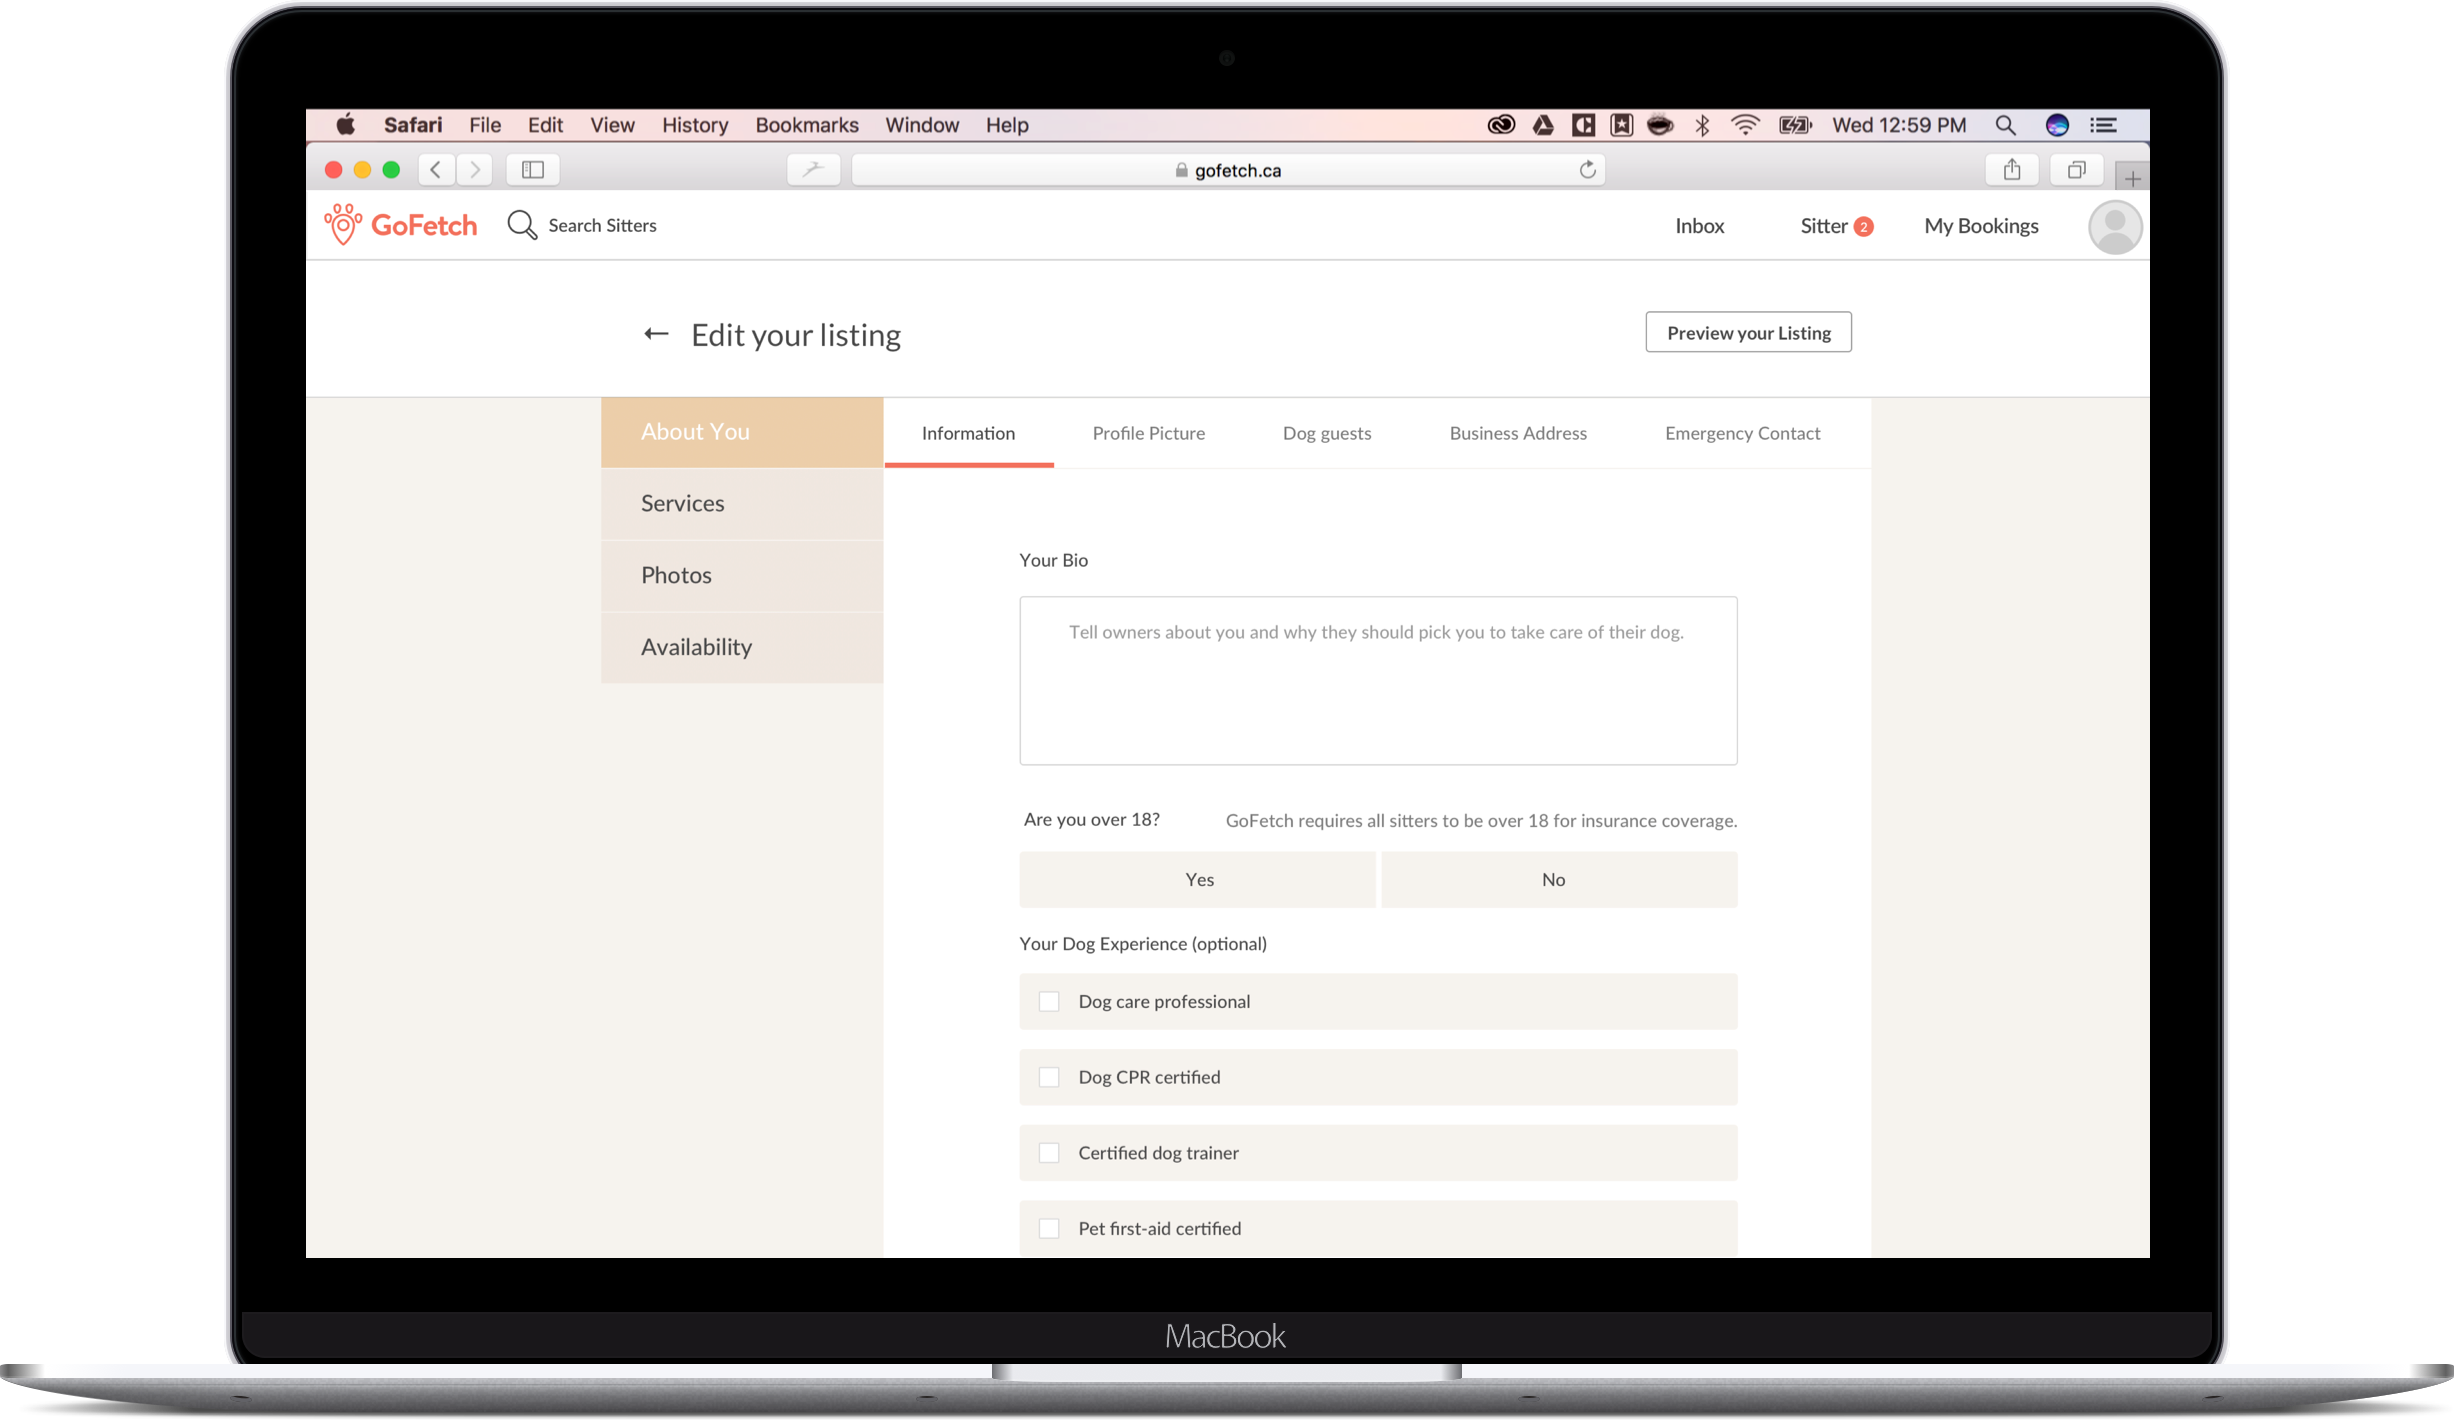 Safari File Edit View History Bookmarks Window Help Wed 12:59 PM
gofetch.ca
GoFetch Search Sitters Inbox Sitter 2 My Bookings
← Edit your listing Preview your Listing
About You Information Profile Picture Dog guests Business Address Emergency Contact
Services
Photos
Availability
Your Bio
Tell owners about you and why they should pick you to take care of their dog.
Are you over 18? GoFetch requires all sitters to be over 18 for insurance coverage.
Yes No
Your Dog Experience (optional)
Dog care professional
Dog CPR certified
Certified dog trainer
Pet first-aid certified
MacBook